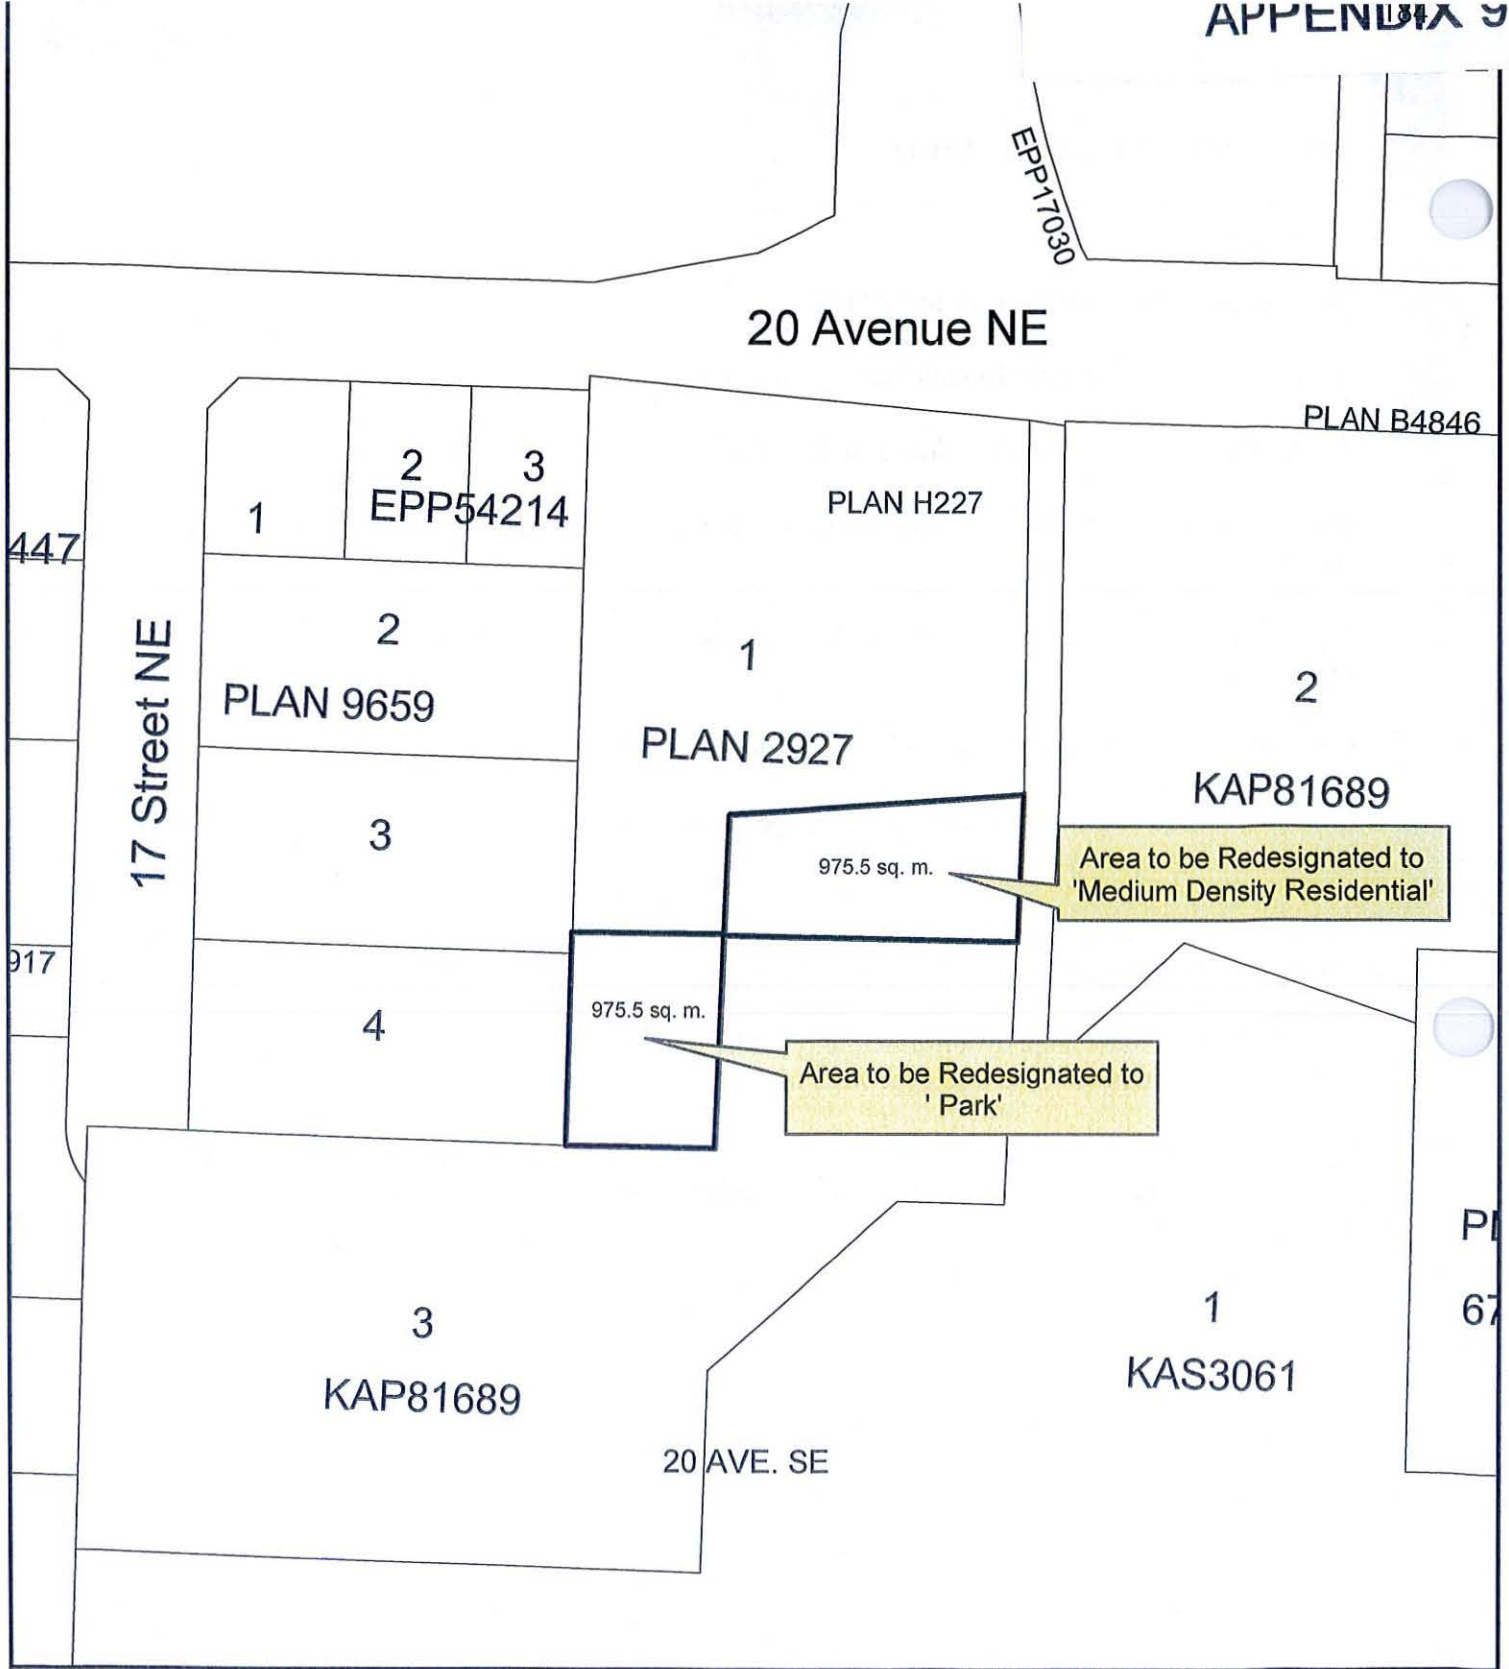 APPENDIX 9
184
EPP17030
20 Avenue NE
PLAN B4846
2
3
EPP54214
1
PLAN H227
447
2
PLAN 9659
17 Street NE
1
PLAN 2927
2
KAP81689
3
975.5 sq. m.
Area to be Redesignated to
'Medium Density Residential'
917
4
975.5 sq. m.
Area to be Redesignated to
' Park'
3
KAP81689
1
KAS3061
67
20 AVE. SE